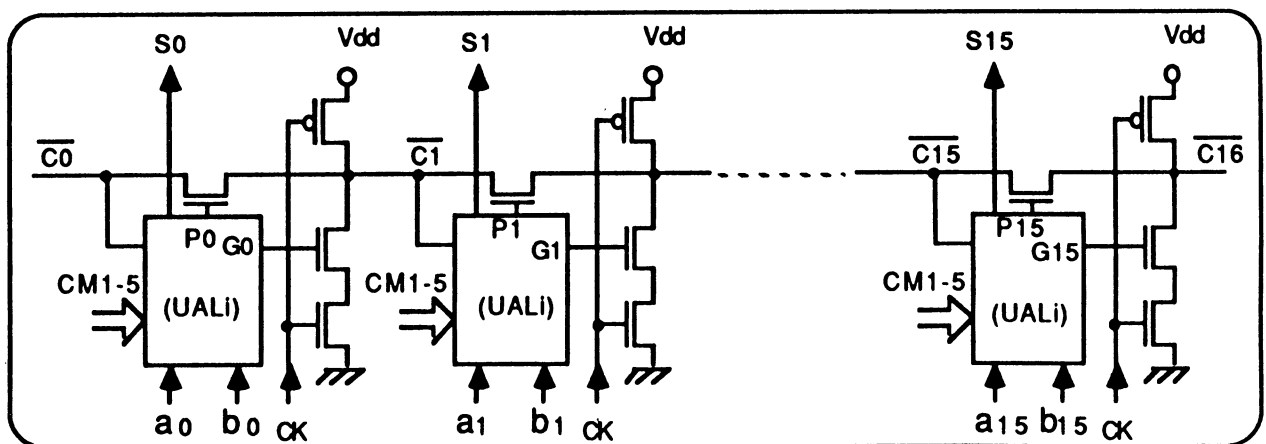 S0 Vdd S1 Vdd S15 Vdd
C0 C1 C15 C16
P0 G0 P1 G1 P15 G15
CM1-5 CM1-5 CM1-5
(UALi) (UALi) (UALi)
a0 b0 CK a1 b1 CK a15 b15 CK